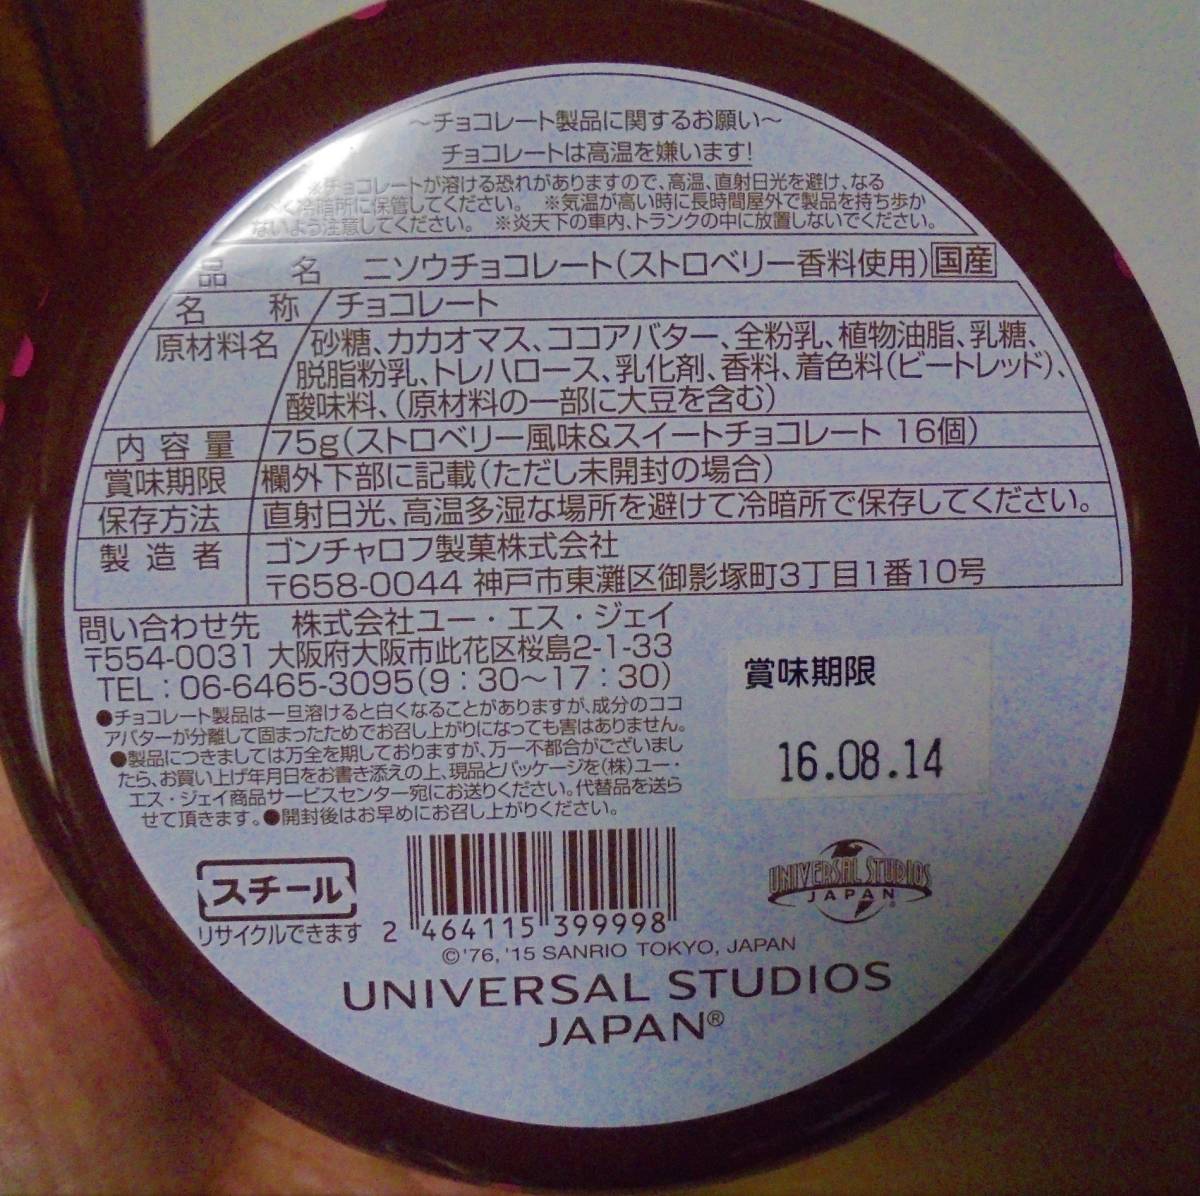 ～チョコレート製品に関するお願い～
チョコレートは高温を嫌います!
※チョコレートが溶ける恐れがありますので、高温、直射日光を避け、なる
べく冷暗所に保管してください。 ※気温が高い時に長時間屋外で製品を持ち歩か
ないよう注意してください。 ※炎天下の車内、トランクの中に放置しないでください。
品名 ニソウチョコレート(ストロベリー香料使用) 国産
名称 チョコレート
原材料名 砂糖、カカオマス、ココアバター、全粉乳、植物油脂、乳糖、
脱脂粉乳、トレハロース、乳化剤、香料、着色料(ビートレッド)、
酸味料、(原材料の一部に大豆を含む)
内容量 75g(ストロベリー風味&スイートチョコレート 16個)
賞味期限 欄外下部に記載(ただし未開封の場合)
保存方法 直射日光、高温多湿な場所を避けて冷暗所で保存してください。
製造者 ゴンチャロフ製菓株式会社
〒658-0044 神戸市東灘区御影塚町3丁目1番10号
問い合わせ先 株式会社ユー・エス・ジェイ
〒554-0031 大阪府大阪市此花区桜島2-1-33
TEL:06-6465-3095(9:30～17:30)
●チョコレート製品は一旦溶けると白くなることがありますが、成分のココ
アバターが分離して固まったためでお召し上がりになっても害はありません。
●製品につきましては万全を期しておりますが、万一不都合がございまし
たら、お買い上げ年月日をお書き添えの上、現品とパッケージを(株)ユー・
エス・ジェイ商品サービスセンター宛にお送りください。代替品を送ら
せて頂きます。●開封後はお早めにお召し上がりください。
賞味期限
16.08.14
スチール
リサイクルできます
2 464115 399998
UNIVERSAL STUDIOS
JAPAN®
©'76,'15 SANRIO TOKYO, JAPAN
UNIVERSAL STUDIOS
JAPAN®